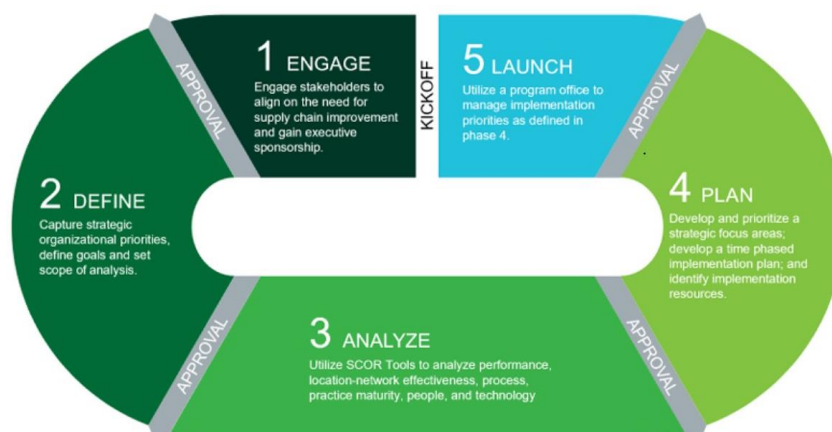 1 ENGAGE
Engage stakeholders to
align on the need for
supply chain improvement
and gain executive
sponsorship.
KICKOFF
5 LAUNCH
Utilize a program office to
manage implementation
priorities as defined in
phase 4.
APPROVAL
APPROVAL
2 DEFINE
Capture strategic
organizational priorities,
define goals and set
scope of analysis.
4 PLAN
Develop and prioritize a
strategic focus areas;
develop a time phased
implementation plan; and
identify implementation
resources.
APPROVAL
3 ANALYZE
Utilize SCOR Tools to analyze performance,
location-network effectiveness, process,
practice maturity, people, and technology
APPROVAL